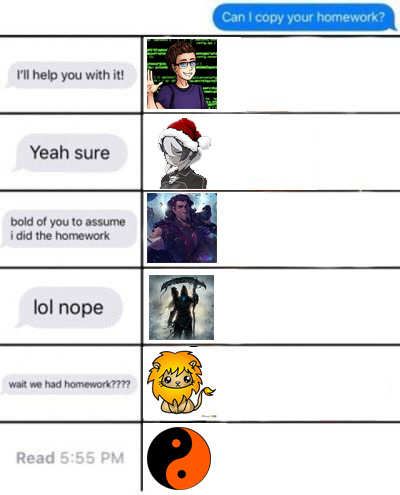 Can I copy your homework?
I'll help you with it!
Yeah sure
bold of you to assume
i did the homework
lol nope
wait we had homework????
Read 5:55 PM